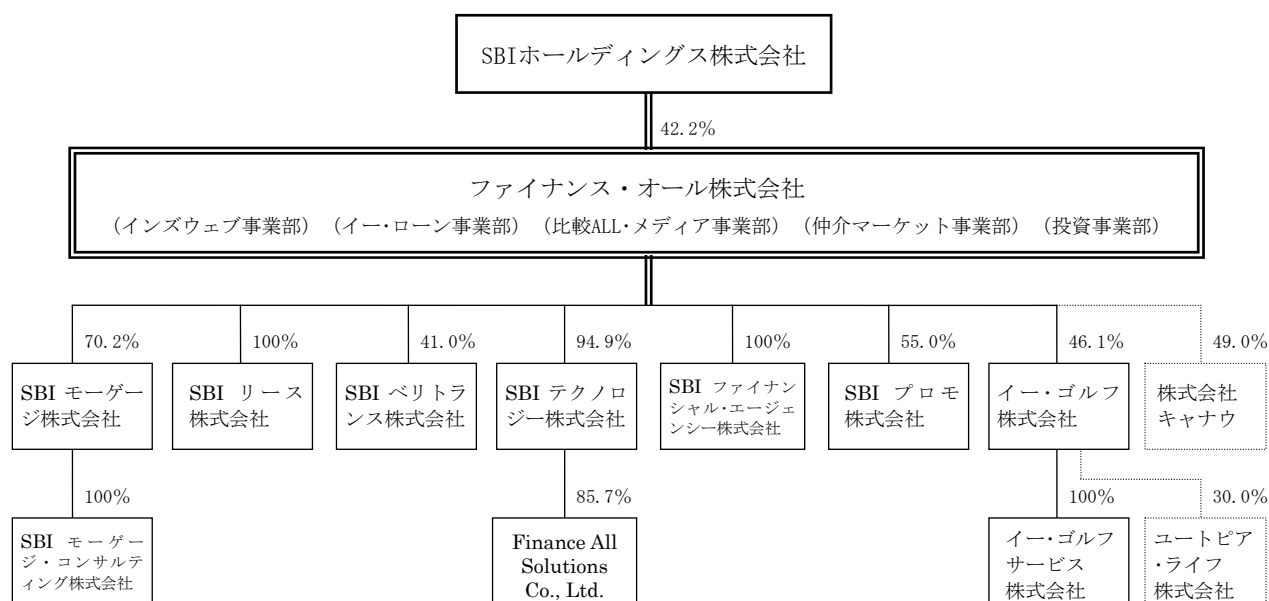 SBIホールディングス株式会社
42.2%
ファイナンス・オール株式会社
(インズウェブ事業部) (イー・ローン事業部) (比較ALL・メディア事業部) (仲介マーケット事業部) (投資事業部)
70.2%
100%
41.0%
94.9%
100%
55.0%
46.1%
49.0%
SBI モーゲー
ジ株式会社
SBI リース
株式会社
SBI ベリトラ
ンス株式会社
SBI テクノロ
ジー株式会社
SBI ファイナン
シャル・エージェ
ンシー株式会社
SBI プロモ
株式会社
イー・ゴルフ
株式会社
株式会社
キャナウ
100%
85.7%
100%
30.0%
SBI モーゲー
ジ・コンサルテ
ィング株式会社
Finance All
Solutions
Co., Ltd.
イー・ゴルフ
サービス
株式会社
ユートピア
・ライフ
株式会社